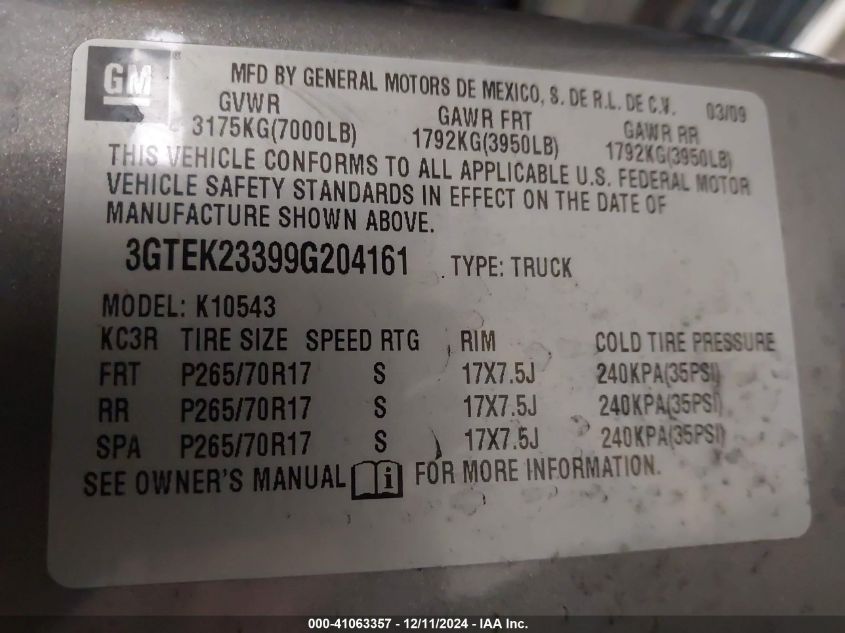 GM
MFD BY GENERAL MOTORS DE MEXICO, S. DE R.L. DE C.V. 03/09
GVWR GAWR FRT GAWR RR
3175KG(7000LB) 1792KG(3950LB) 1792KG(3950LB)
THIS VEHICLE CONFORMS TO ALL APPLICABLE U.S. FEDERAL MOTOR
VEHICLE SAFETY STANDARDS IN EFFECT ON THE DATE OF
MANUFACTURE SHOWN ABOVE.
3GTEK23399G204161 TYPE: TRUCK
MODEL: K10543
KC3R TIRE SIZE SPEED RTG RIM COLD TIRE PRESSURE
FRT P265/70R17 S 17X7.5J 240KPA(35PSI)
RR P265/70R17 S 17X7.5J 240KPA(35PSI)
SPA P265/70R17 S 17X7.5J 240KPA(35PSI)
SEE OWNER'S MANUAL i FOR MORE INFORMATION.
000-41063357 - 12/11/2024 - IAA Inc.